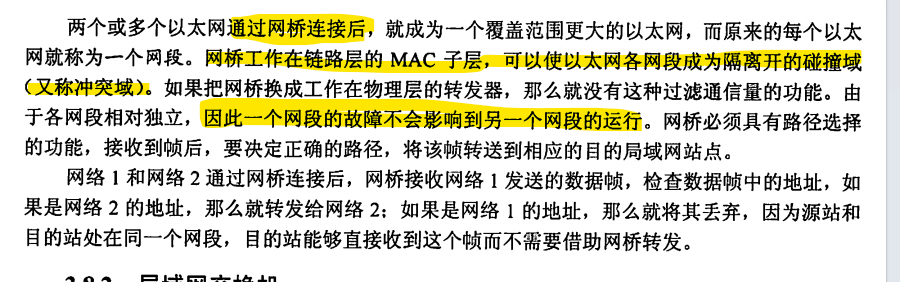 两个或多个以太网通过网桥连接后，就成为一个覆盖范围更大的以太网，而原来的每个以太
网就称为一个网段。网桥工作在链路层的 MAC 子层，可以使以太网各网段成为隔离开的碰撞域
（又称冲突域）。如果把网桥换成工作在物理层的转发器，那么就没有这种过滤通信量的功能。由
于各网段相对独立，因此一个网段的故障不会影响到另一个网段的运行。网桥必须具有路径选择
的功能，接收到帧后，要决定正确的路径，将该帧转送到相应的目的局域网站点。
网络 1 和网络 2 通过网桥连接后，网桥接收网络 1 发送的数据帧，检查数据帧中的地址，如
果是网络 2 的地址，那么就转发给网络 2；如果是网络 1 的地址，那么就将其丢弃，因为源站和
目的站处在同一个网段，目的站能够直接收到这个帧而不需要借助网桥转发。